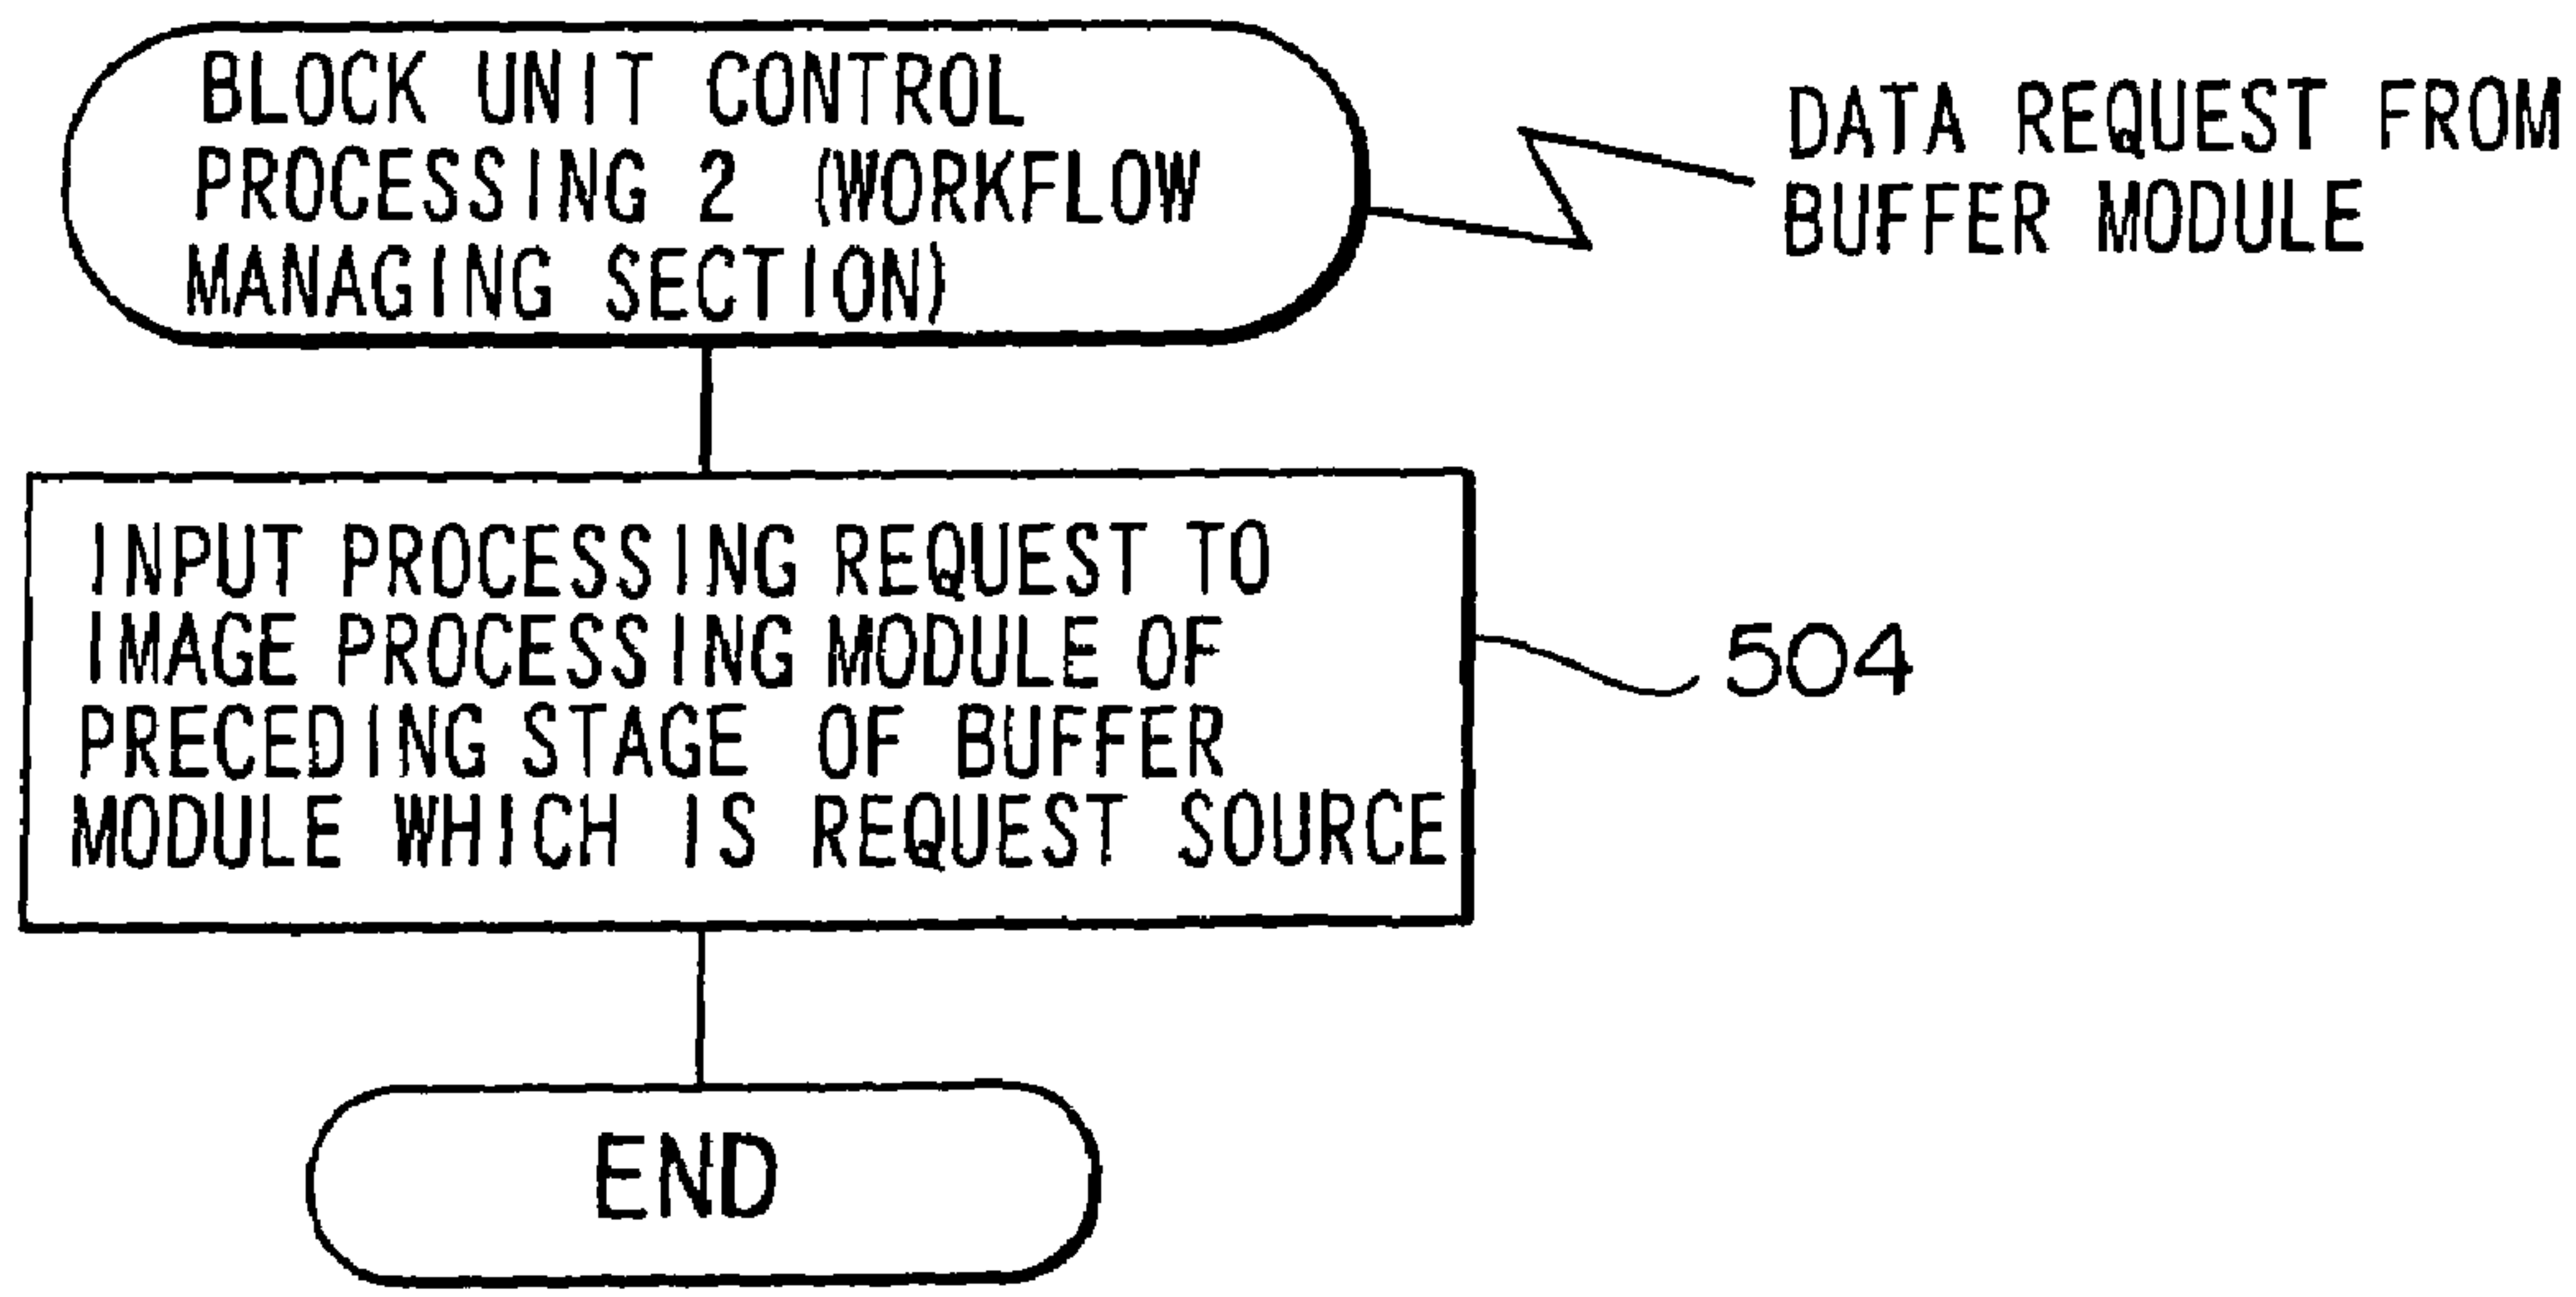 BLOCK UNIT CONTROL
PROCESSING 2 (WORKFLOW
MANAGING SECTION)
DATA REQUEST FROM
BUFFER MODULE
INPUT PROCESSING REQUEST TO
IMAGE PROCESSING MODULE OF
PRECEDING STAGE OF BUFFER
MODULE WHICH IS REQUEST SOURCE
504
END